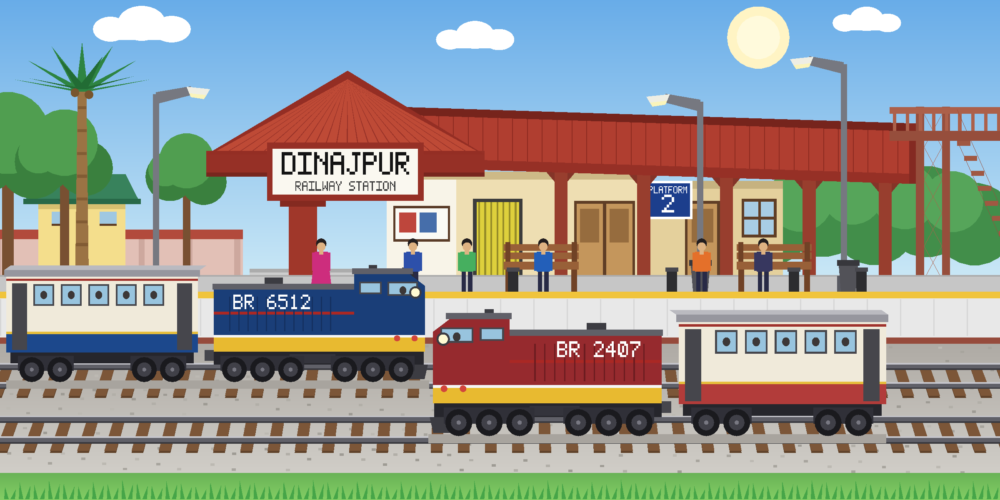 DINAJPUR
RAILWAY STATION
PLATFORM
2
BR 6512
BR 2407